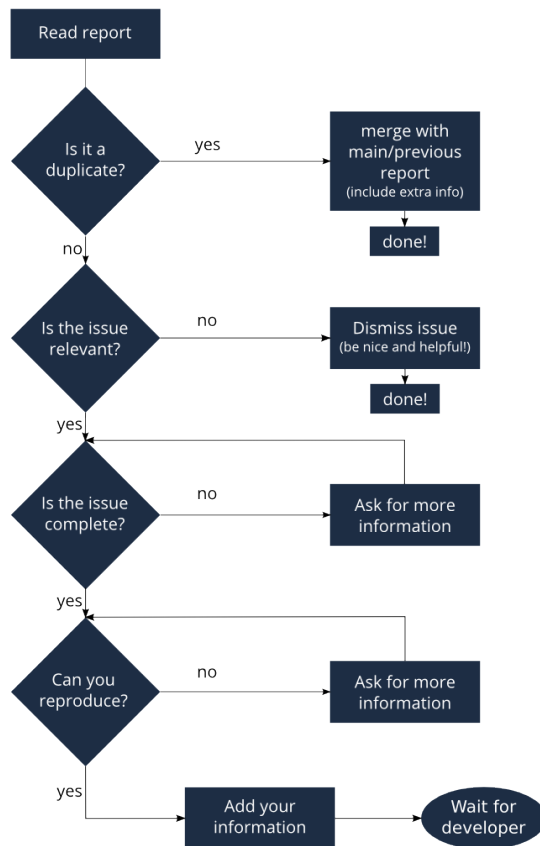 Read report
Is it a
duplicate?
yes
merge with
main/previous
report
(include extra info)
done!
no
Is the issue
relevant?
no
Dismiss issue
(be nice and helpful!)
done!
yes
Is the issue
complete?
no
Ask for more
information
yes
Can you
reproduce?
no
Ask for more
information
yes
Add your
information
Wait for
developer